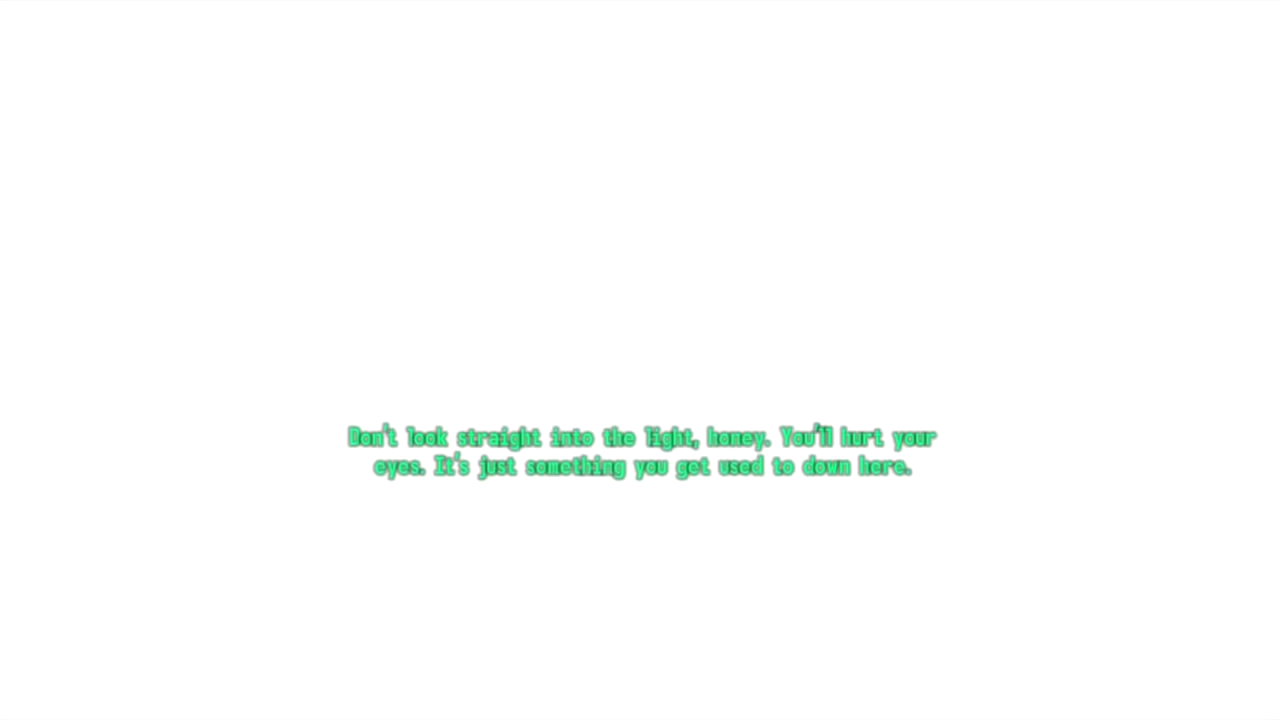 Don't look straight into the light, honey. You'll hurt your
eyes. It's just something you get used to down here.